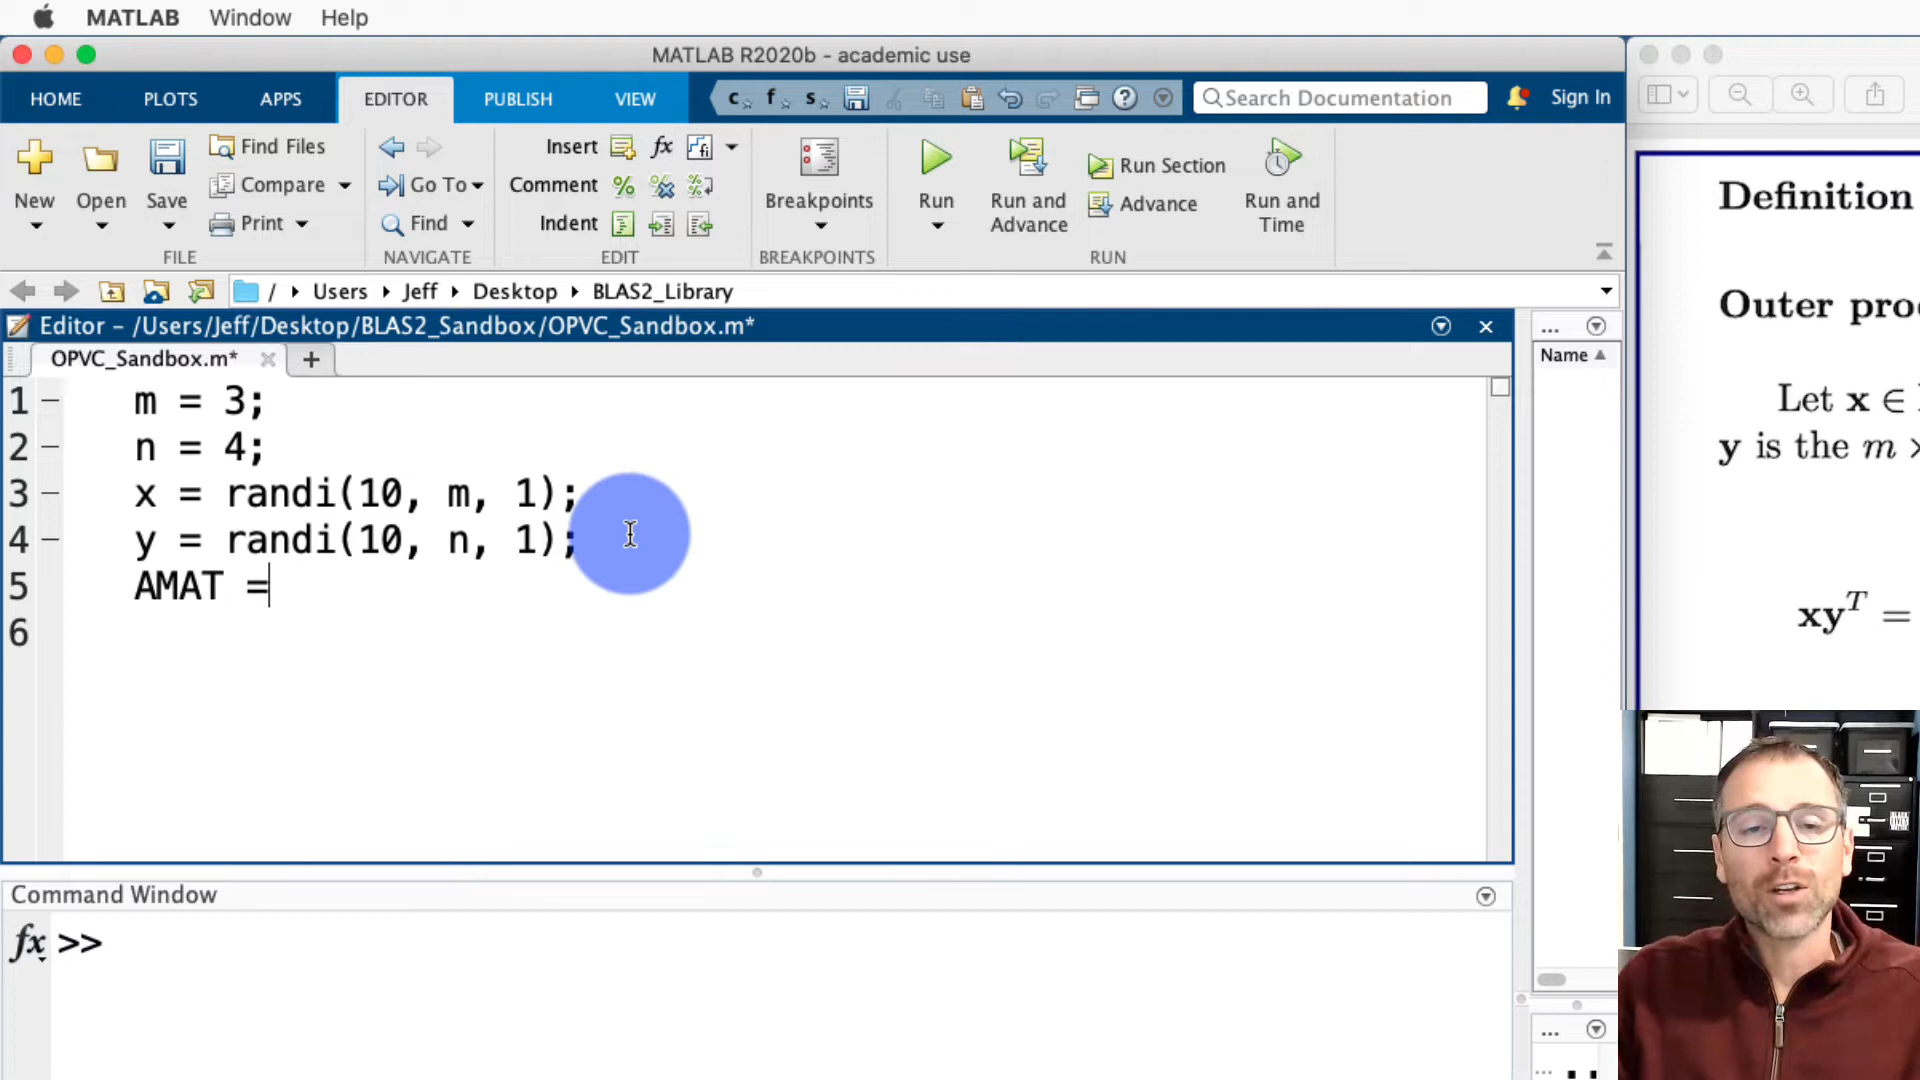 MATLAB Window Help
MATLAB R2020b - academic use
HOME PLOTS APPS EDITOR PUBLISH VIEW Search Documentation Sign In
New Open Save Find Files Compare Print
Go To Find
Insert fx
Comment
Indent
Breakpoints
Run
Run and Advance
Run Section
Advance
Run and Time
FILE NAVIGATE EDIT BREAKPOINTS RUN
/ Users Jeff Desktop BLAS2_Library
Editor - /Users/Jeff/Desktop/BLAS2_Sandbox/OPVC_Sandbox.m*
OPVC_Sandbox.m* +
1 m = 3;
2 n = 4;
3 x = randi(10, m, 1);
4 y = randi(10, n, 1);
5 AMAT =
6
Command Window
fx >>
...
Name
...
Definition
Outer
Let x ∈
y is the m ×
xy^T =